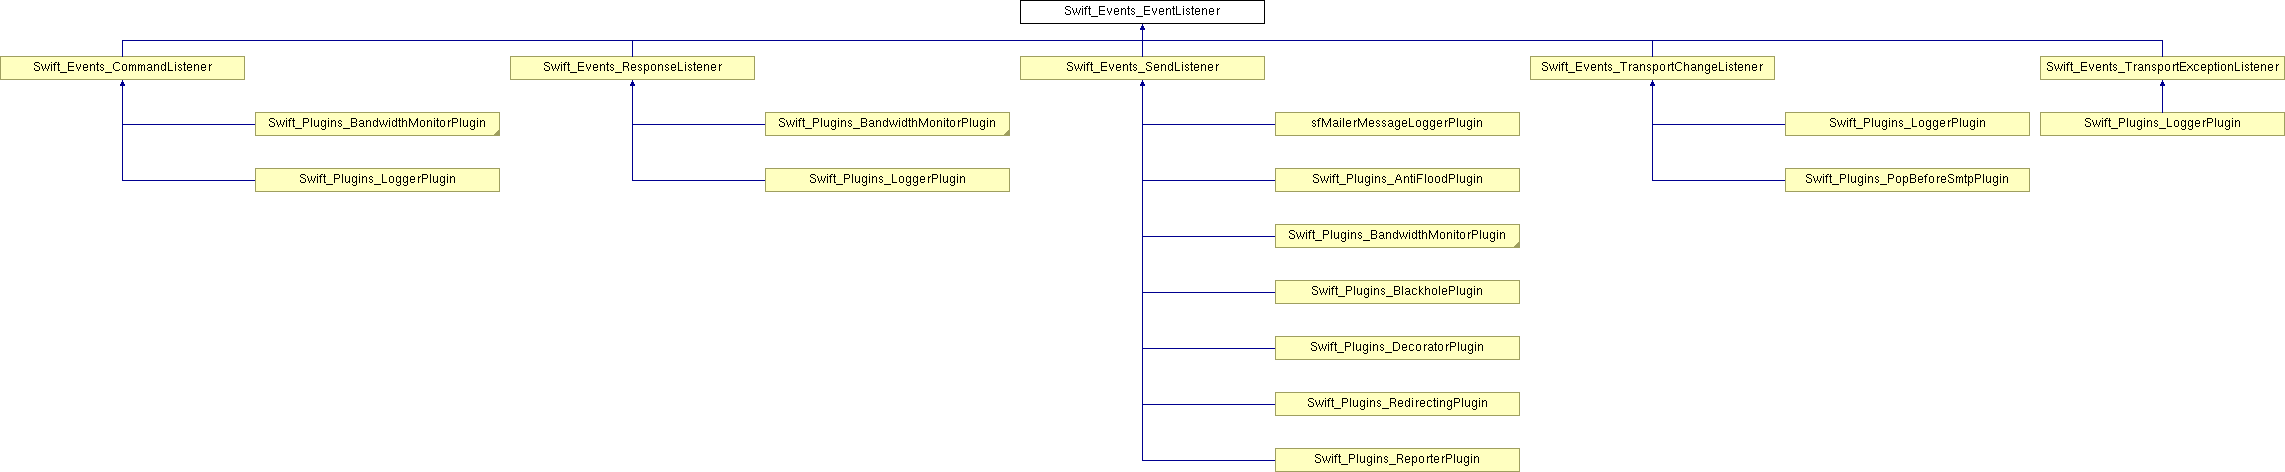 Swift_Events_EventListener
Swift_Events_CommandListener
Swift_Events_ResponseListener
Swift_Events_SendListener
Swift_Events_TransportChangeListener
Swift_Events_TransportExceptionListener
Swift_Plugins_BandwidthMonitorPlugin
Swift_Plugins_BandwidthMonitorPlugin
sfMailerMessageLoggerPlugin
Swift_Plugins_LoggerPlugin
Swift_Plugins_LoggerPlugin
Swift_Plugins_LoggerPlugin
Swift_Plugins_LoggerPlugin
Swift_Plugins_AntiFloodPlugin
Swift_Plugins_PopBeforeSmtpPlugin
Swift_Plugins_BandwidthMonitorPlugin
Swift_Plugins_BlackholePlugin
Swift_Plugins_DecoratorPlugin
Swift_Plugins_RedirectingPlugin
Swift_Plugins_ReporterPlugin